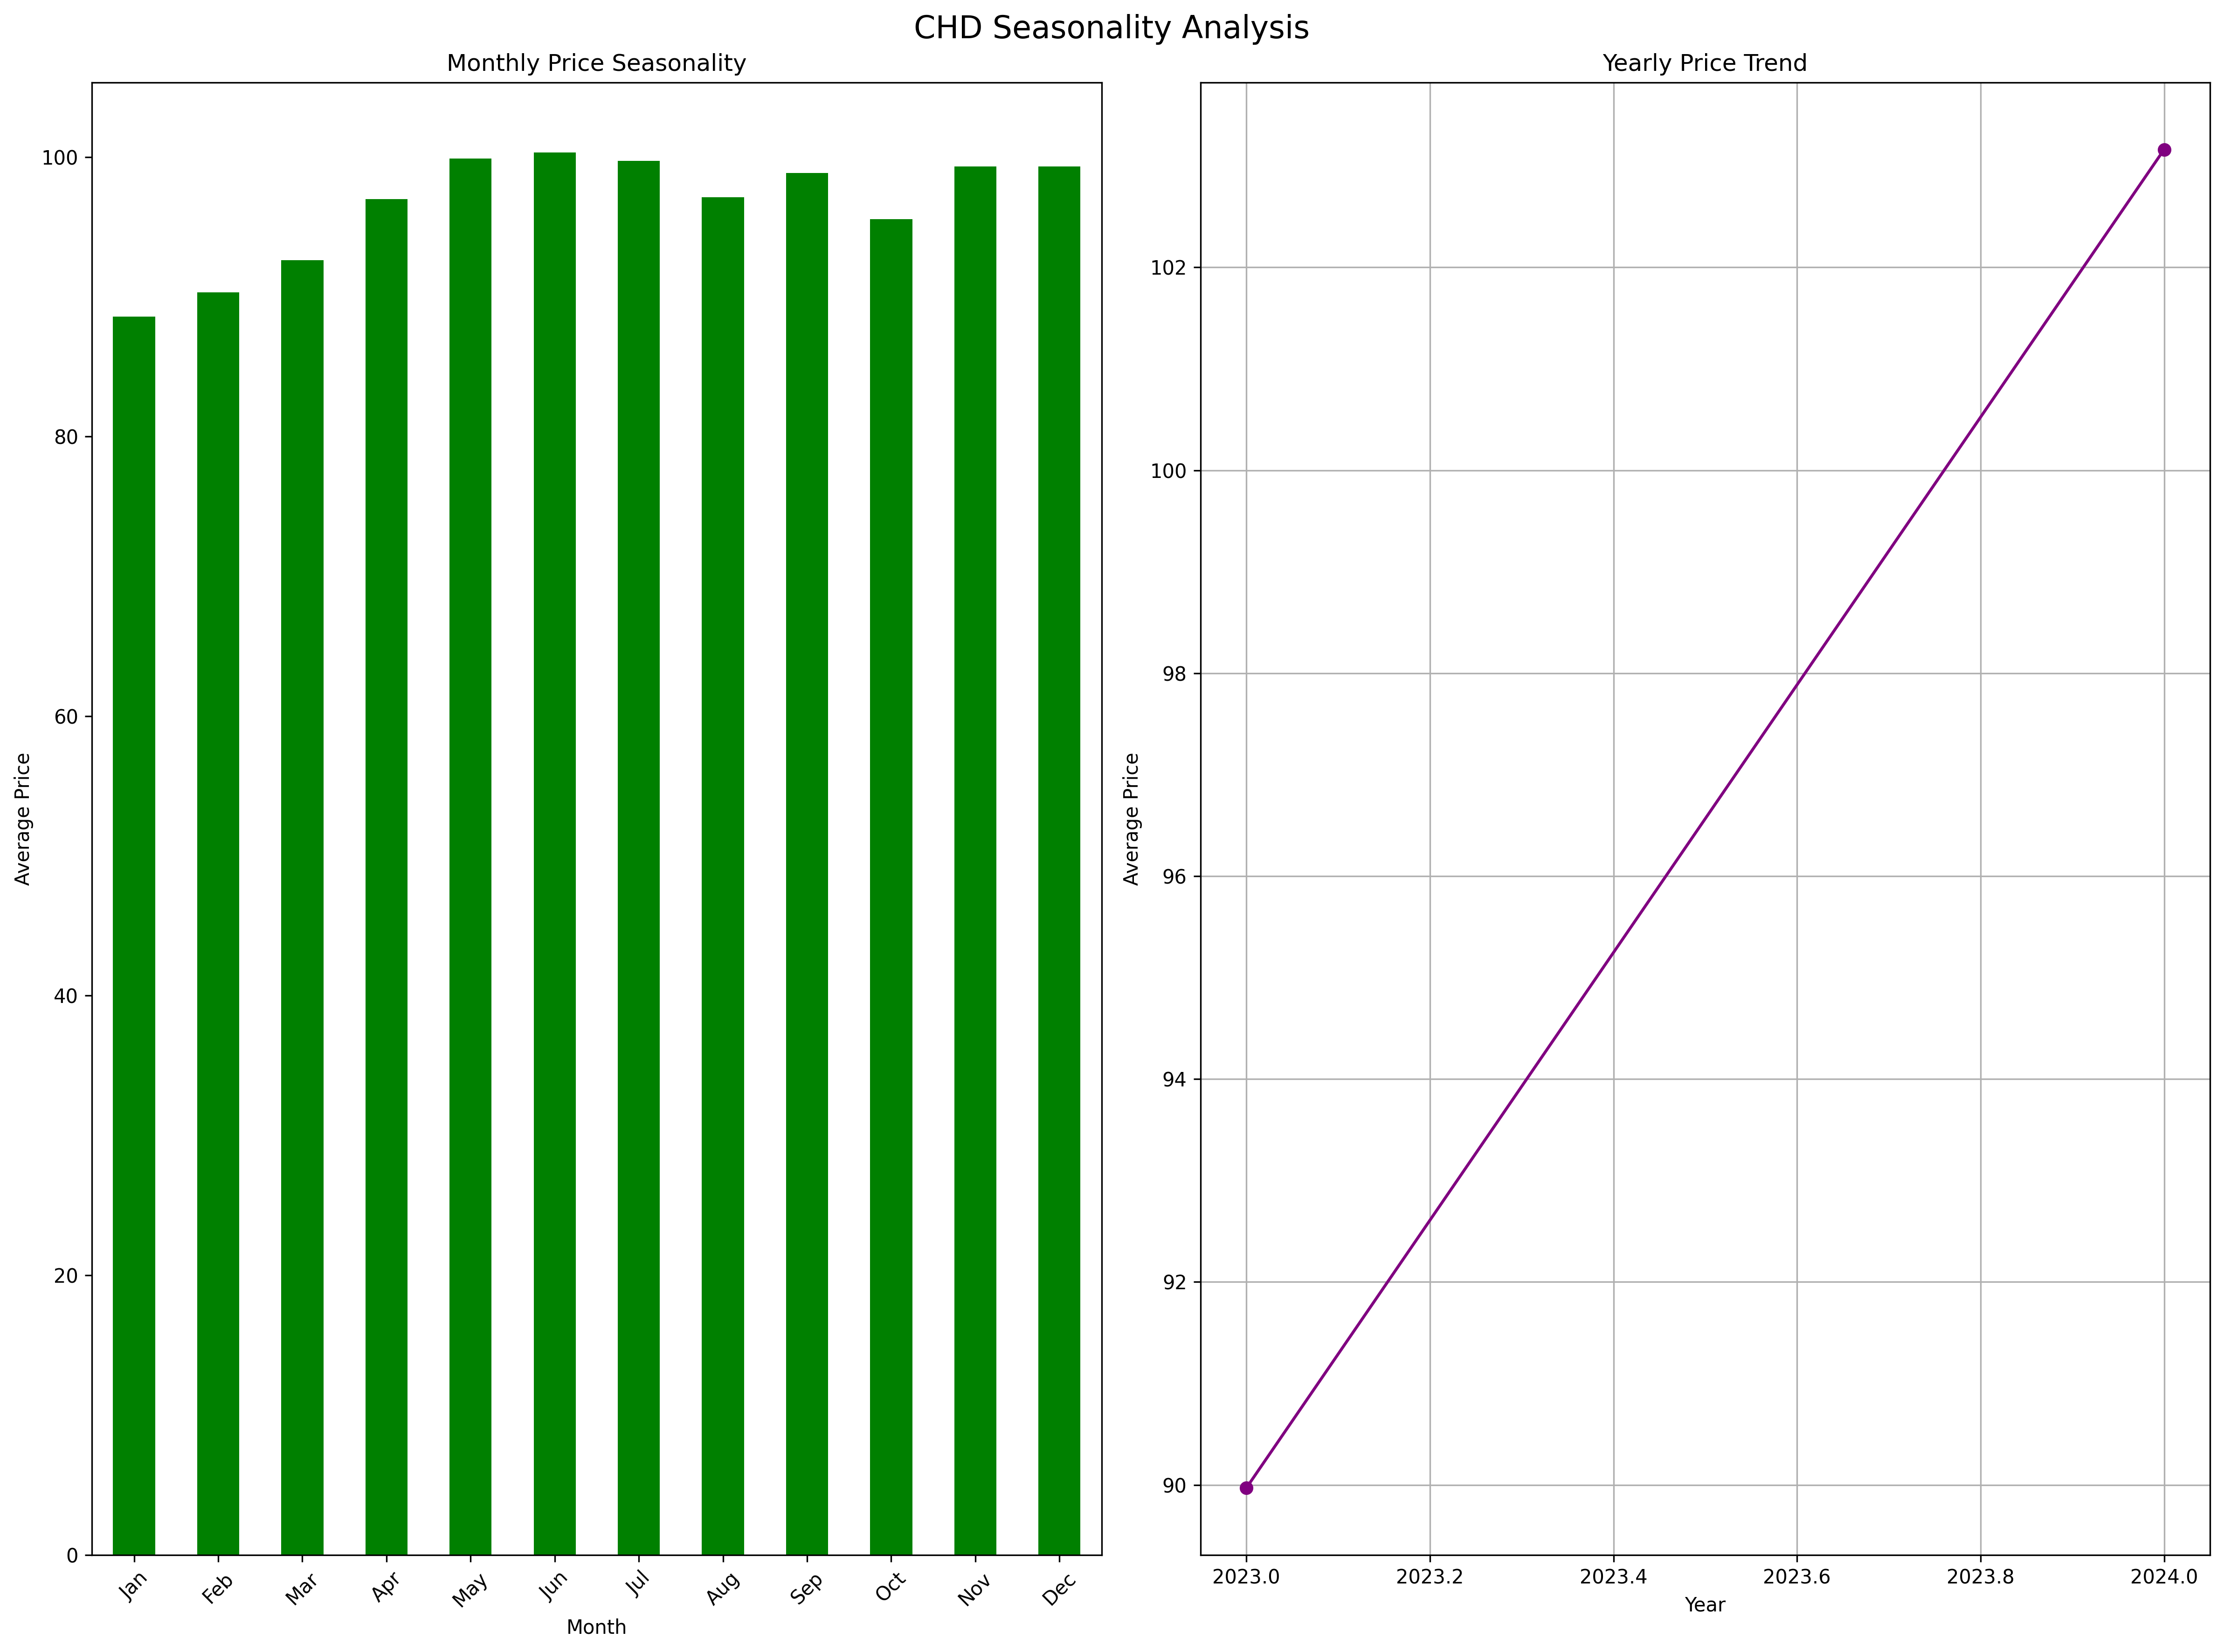 CHD Seasonality Analysis
Monthly Price Seasonality
Average Price
100
80
60
40
20
0
Jan
Feb
Mar
Apr
May
Jun
Jul
Aug
Sep
Oct
Nov
Dec
Month
Yearly Price Trend
Average Price
102
100
98
96
94
92
90
2023.0
2023.2
2023.4
2023.6
2023.8
2024.0
Year